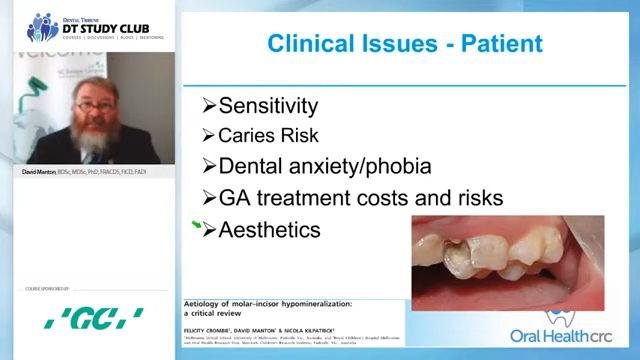 DENTAL TRIBUNE
DT STUDY CLUB
COURSES | DISCUSSIONS | BLOGS | MENTORING
Clinical Issues - Patient
Sensitivity
Caries Risk
Dental anxiety/phobia
GA treatment costs and risks
Aesthetics
David Manton, BDSc, MDSc, PhD, FRACDS, FICD, FADI
COURSE SPONSORED BY:
GC
Aetiology of molar–incisor hypomineralization:
a critical review
FELICITY CROMBIE, DAVID MANTON & NICOLA KILPATRICK
Oral Healthcrc